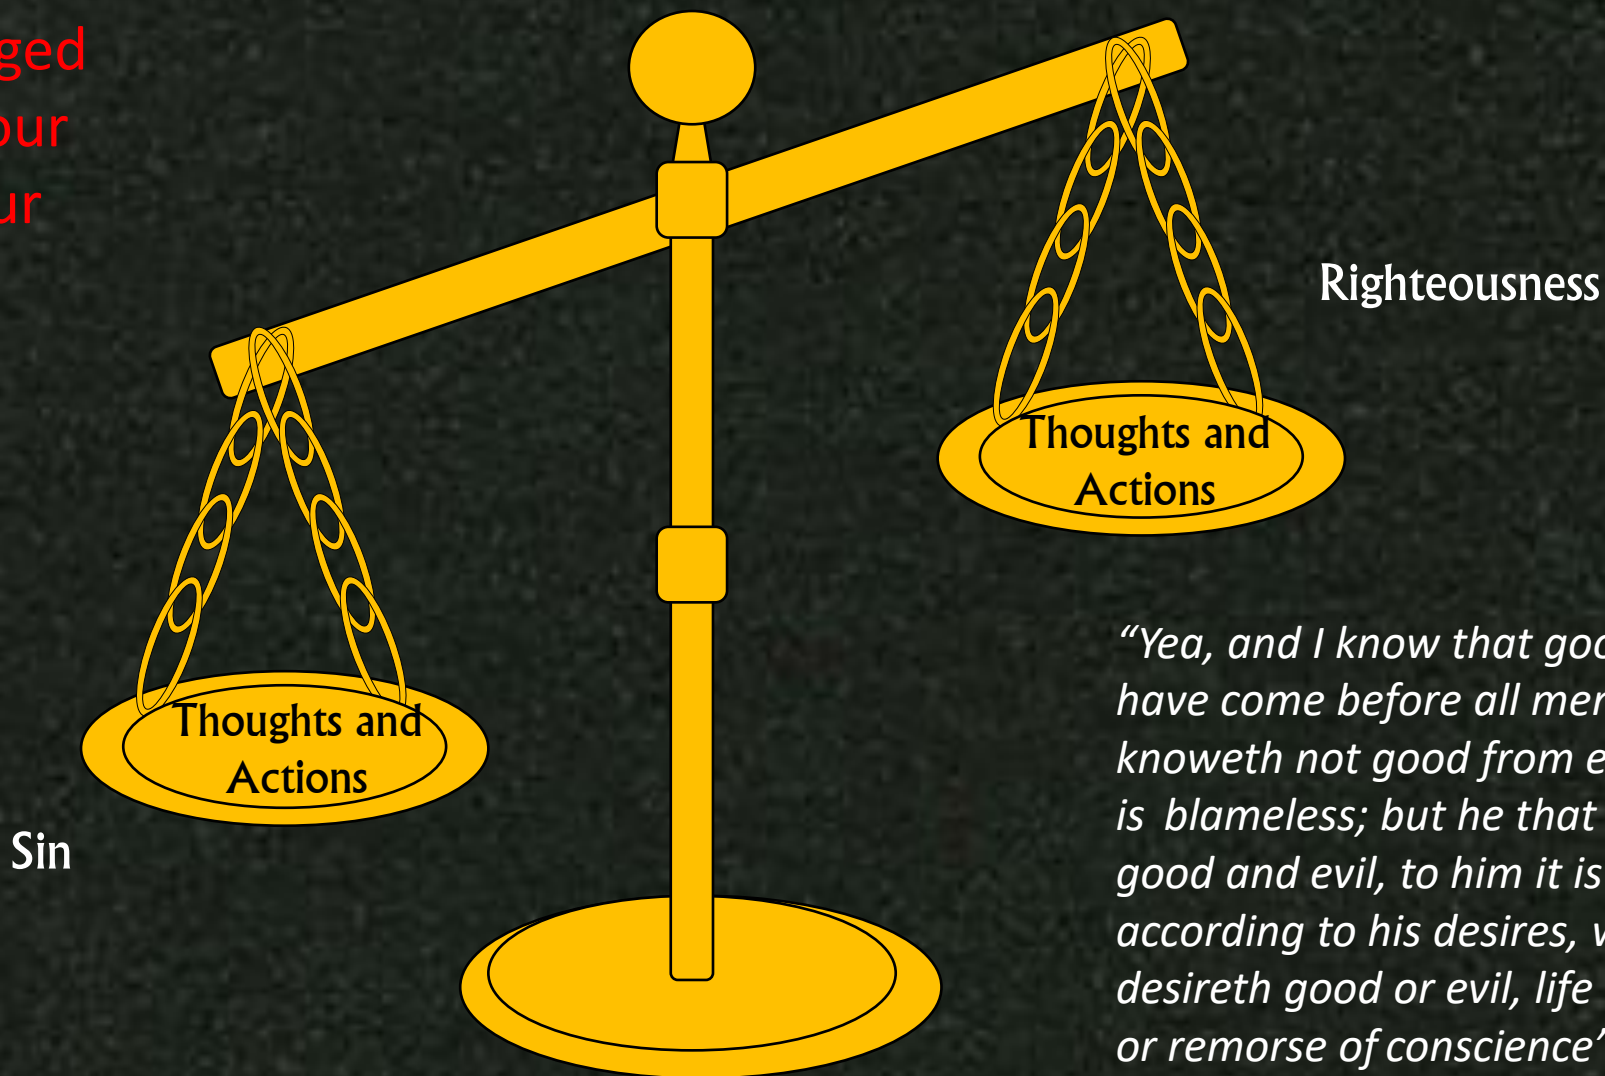 ged
our
ur
Righteousness
Thoughts and
Actions
Thoughts and
Actions
Sin
“Yea, and I know that goo
have come before all mer
knoweth not good from e
is blameless; but he that
good and evil, to him it is
according to his desires, v
desireth good or evil, life
or remorse of conscience”